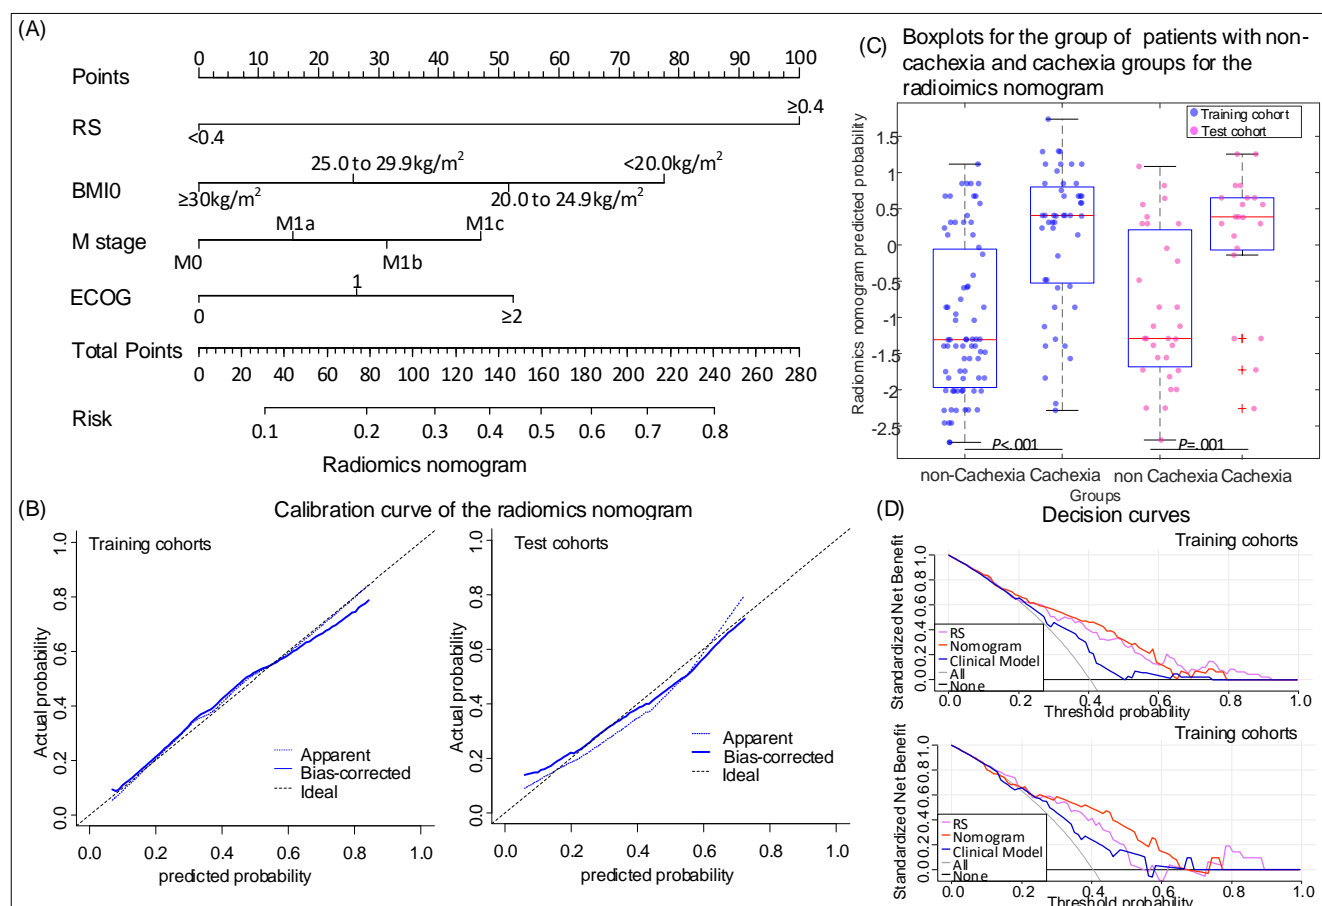 (A)
Points
0 10 20 30 40 50 60 70 80 90 100
RS
<0.4
≥0.4
BMI0
≥30kg/m²
25.0 to 29.9kg/m²
20.0 to 24.9kg/m²
<20.0kg/m²
M stage
M0
M1a
M1b
M1c
ECOG
0
1
≥2
Total Points
0 20 40 60 80 100 120 140 160 180 200 220 240 260 280
Risk
0.1 0.2 0.3 0.4 0.5 0.6 0.7 0.8
Radiomics nomogram
(C)
Boxplots for the group of patients with non-
cachexia and cachexia groups for the
radioimics nomogram
Training cohort
Test cohort
Radiomics nomogram predicted probability
1.5
1
0.5
0
-0.5
-1
-1.5
-2
-2.5
P<.001
P=.001
non-Cachexia Cachexia non Cachexia Cachexia
Groups
(B)
Calibration curve of the radiomics nomogram
Training cohorts
Actual probability
0.0 0.2 0.4 0.6 0.8 1.0
Apparent
Bias-corrected
Ideal
0.0 0.2 0.4 0.6 0.8 1.0
predicted probability
Test cohorts
Actual probability
0.0 0.2 0.4 0.6 0.8 1.0
Apparent
Bias-corrected
Ideal
0.0 0.2 0.4 0.6 0.8 1.0
predicted probability
(D)
Decision curves
Training cohorts
Standardized Net Benefit
0.0 0.2 0.4 0.6 0.8 1.0
RS
Nomogram
Clinical Model
All
None
0.0 0.2 0.4 0.6 0.8 1.0
Threshold probability
Training cohorts
Standardized Net Benefit
0.0 0.2 0.4 0.6 0.8 1.0
RS
Nomogram
Clinical Model
All
None
0.0 0.2 0.4 0.6 0.8 1.0
Threshold probability